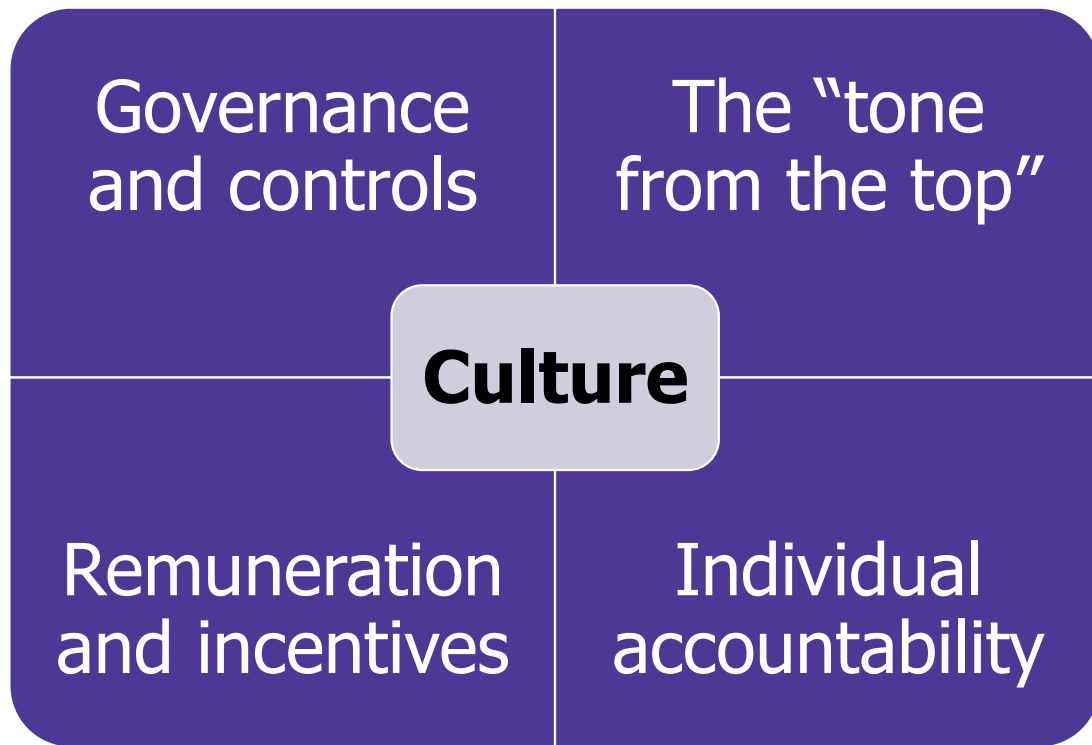 Governance
and controls
The “tone
from the top”
Culture
Remuneration
and incentives
Individual
accountability